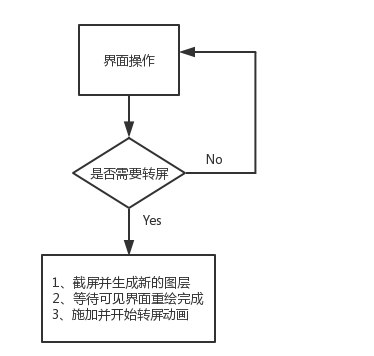 界面操作
是否需要转屏
No
Yes
1、截屏并生成新的图层
2、等待可见界面重绘完成
3、施加并开始转屏动画